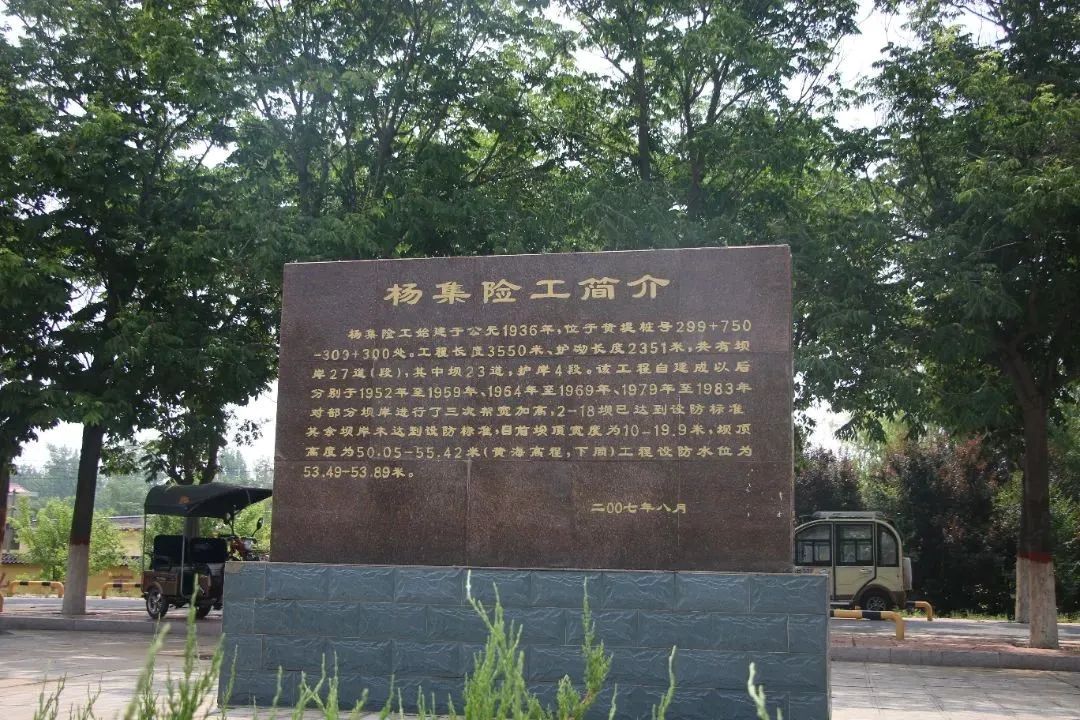 杨集险工简介
杨集险工始建于公元1936年,位于黄堤桩号299+750
-303+300处。工程长度3550米、护砌长度2351米,共有坝
岸27道(段),其中坝23道,护岸4段。该工程自建成以后
分别于1952年至1959年、1964年至1969年、1979年至1983年
对部分坝岸进行了三次帮宽加高,2-18坝已达到设防标准
其余坝岸未达到设防标准,目前坝顶宽度为10-19.9米,坝顶
高度为50.05-55.42米(黄海高程,下同)工程设防水位为
53.49-53.89米。
二00七年八月